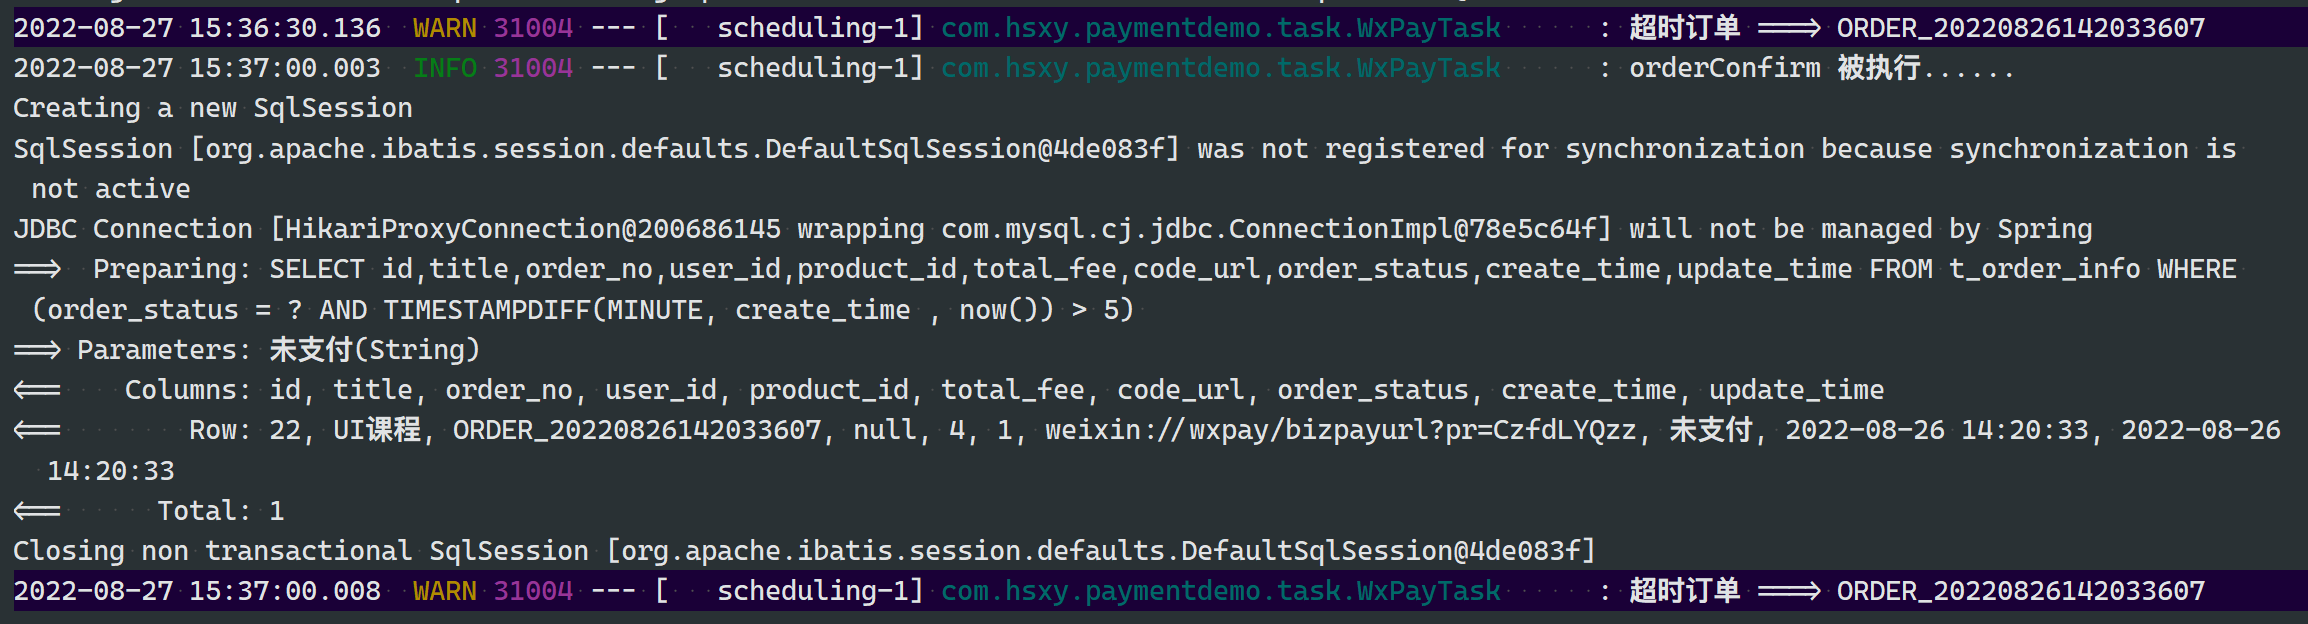 2022-08-27 15:36:30.136  WARN 31004 --- [   scheduling-1] com.hsxy.paymentdemo.task.WxPayTask      : 超时订单 ===> ORDER_20220826142033607
2022-08-27 15:37:00.003  INFO 31004 --- [   scheduling-1] com.hsxy.paymentdemo.task.WxPayTask      : orderConfirm 被执行......
Creating a new SqlSession
SqlSession [org.apache.ibatis.session.defaults.DefaultSqlSession@4de083f] was not registered for synchronization because synchronization is
not active
JDBC Connection [HikariProxyConnection@200686145 wrapping com.mysql.cj.jdbc.ConnectionImpl@78e5c64f] will not be managed by Spring
==>  Preparing: SELECT id,title,order_no,user_id,product_id,total_fee,code_url,order_status,create_time,update_time FROM t_order_info WHERE
(order_status = ? AND TIMESTAMPDIFF(MINUTE, create_time , now()) > 5)
==> Parameters: 未支付(String)
<==    Columns: id, title, order_no, user_id, product_id, total_fee, code_url, order_status, create_time, update_time
<==        Row: 22, UI课程, ORDER_20220826142033607, null, 4, 1, weixin://wxpay/bizpayurl?pr=CzfdLYQzz, 未支付, 2022-08-26 14:20:33, 2022-08-26
14:20:33
<==      Total: 1
Closing non transactional SqlSession [org.apache.ibatis.session.defaults.DefaultSqlSession@4de083f]
2022-08-27 15:37:00.008  WARN 31004 --- [   scheduling-1] com.hsxy.paymentdemo.task.WxPayTask      : 超时订单 ===> ORDER_20220826142033607